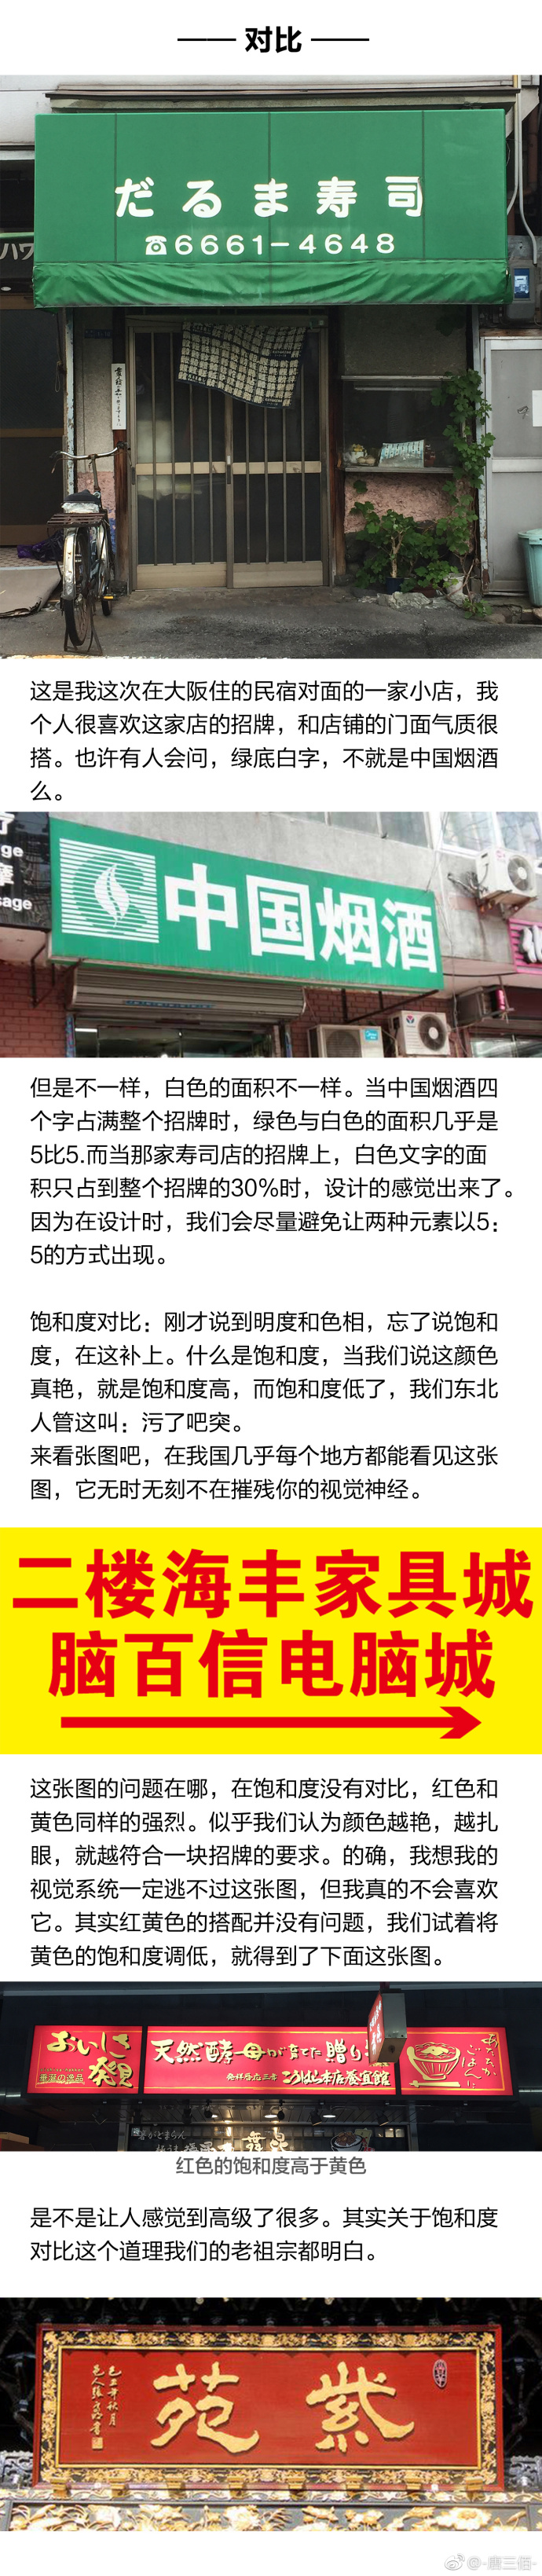 —— 对比 ——
だるま寿司
☎6661-4648
ハワ
ge
sage
中国烟酒
这是我这次在大阪住的民宿对面的一家小店，我
个人很喜欢这家店的招牌，和店铺的门面气质很
搭。也许有人会问，绿底白字，不就是中国烟酒
么。
但是不一样，白色的面积不一样。当中国烟酒四
个字占满整个招牌时，绿色与白色的面积几乎是
5比5.而当那家寿司店的招牌上，白色文字的面
积只占到整个招牌的30%时，设计的感觉出来了。
因为在设计时，我们会尽量避免让两种元素以5：
5的方式出现。
饱和度对比：刚才说到明度和色相，忘了说饱和
度，在这补上。什么是饱和度，当我们说这颜色
真艳，就是饱和度高，而饱和度低了，我们东北
人管这叫：污了吧突。
来看张图吧，在我国几乎每个地方都能看见这张
图，它无时无刻不在摧残你的视觉神经。
二楼海丰家具城
脑百信电脑城
这张图的问题在哪，在饱和度没有对比，红色和
黄色同样的强烈。似乎我们认为颜色越艳，越扎
眼，就越符合一块招牌的要求。的确，我想我的
视觉系统一定逃不过这张图，但我真的不会喜欢
它。其实红黄色的搭配并没有问题，我们试着将
黄色的饱和度调低，就得到了下面这张图。
おいしさ
発見
天然酵母が育てた贈り
あたたか
ごはんに
红色的饱和度高于黄色
是不是让人感觉到高级了很多。其实关于饱和度
对比这个道理我们的老祖宗都明白。
苑紫
@-唐三佰-